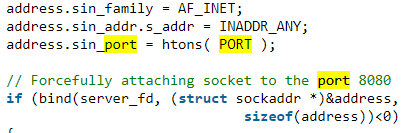 address.sin_family = AF_INET;
address.sin_addr.s_addr = INADDR_ANY;
address.sin_port = htons( PORT );
// Forcefully attaching socket to the port 8080
if (bind(server_fd, (struct sockaddr *)&address,
sizeof(address))<0)